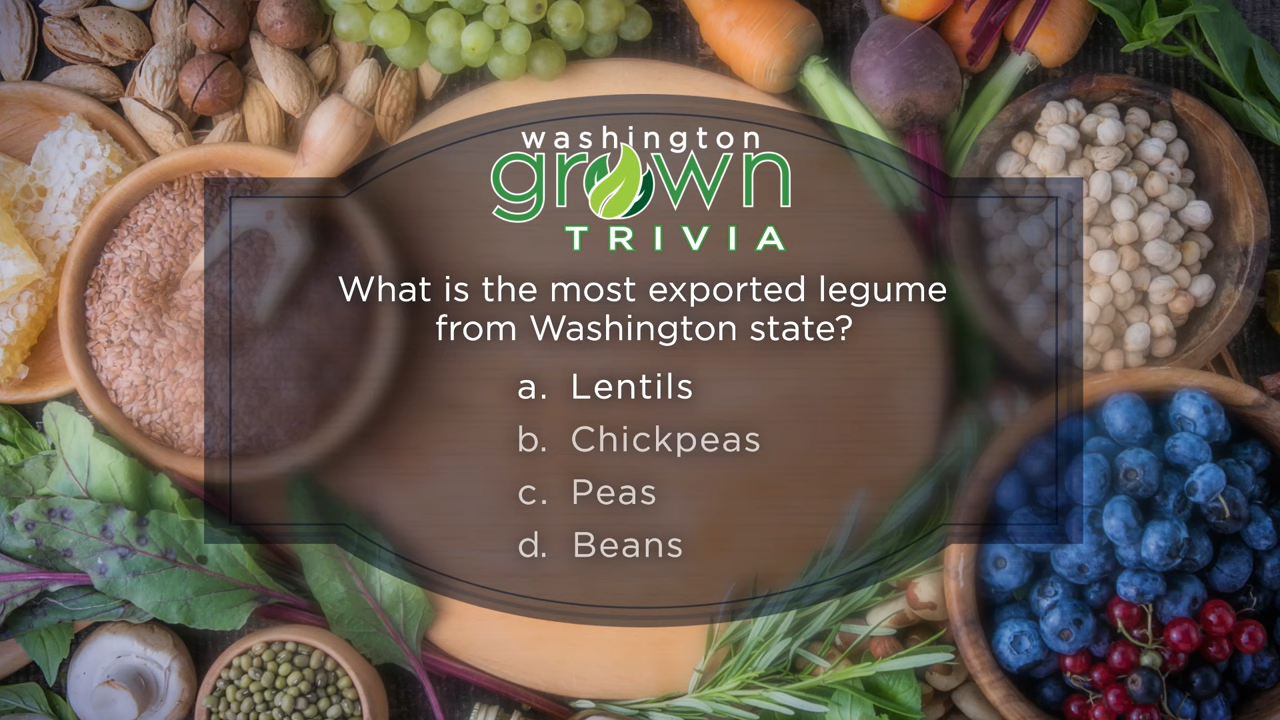 washington
grown
TRIVIA
What is the most exported legume
from Washington state?
a. Lentils
b. Chickpeas
c. Peas
d. Beans